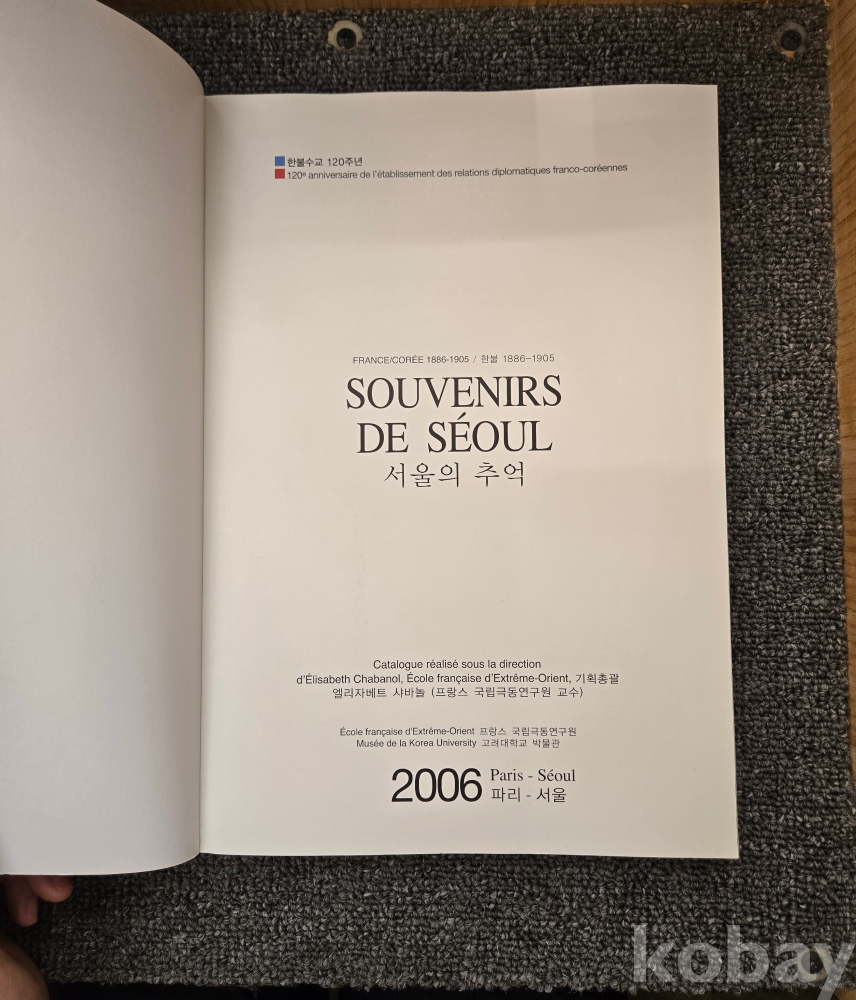 한불수교 120주년
120e anniversaire de l'établissement des relations diplomatiques franco-coréennes
FRANCE/CORÉE 1886-1905 / 한불 1886-1905
SOUVENIRS
DE SÉOUL
서울의 추억
Catalogue réalisé sous la direction
d'Élisabeth Chabanol, École française d'Extrême-Orient, 기획총괄
엘리자베트 샤바놀 (프랑스 국립극동연구원 교수)
École française d'Extrême-Orient 프랑스 국립극동연구원
Musée de la Korea University 고려대학교 박물관
2006 Paris - Séoul
파리 - 서울
kobay